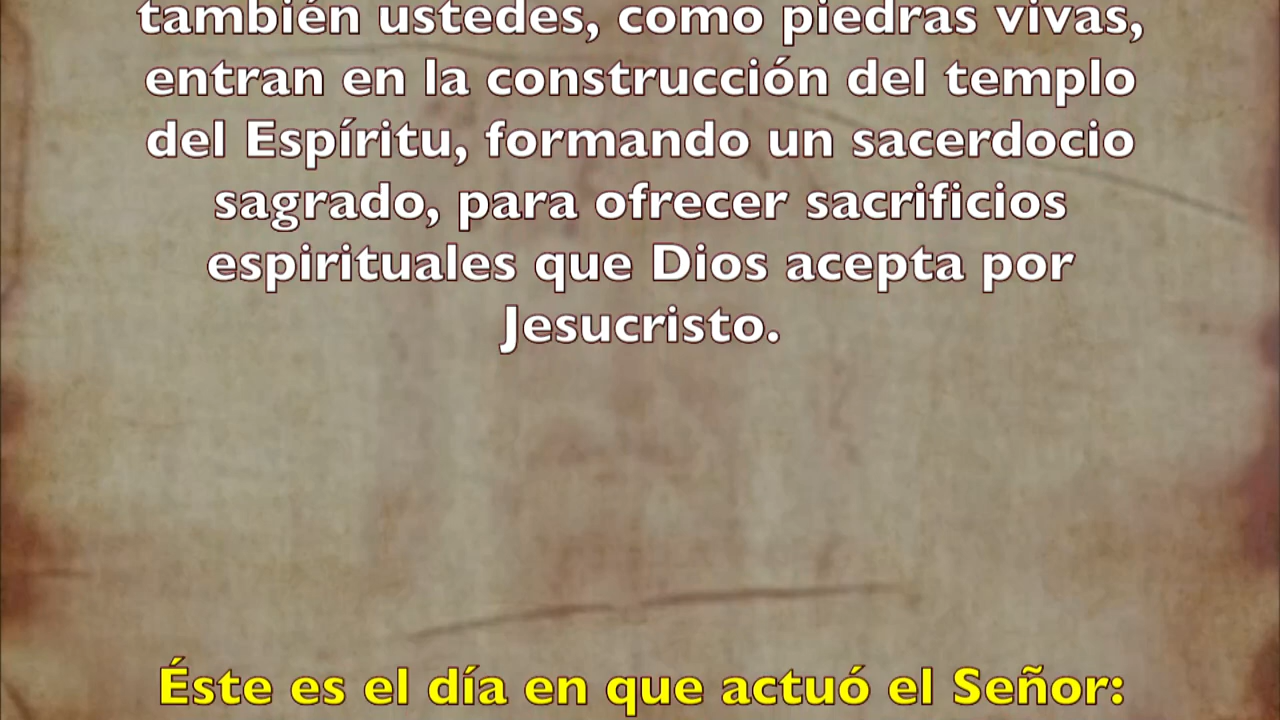 también ustedes, como piedras vivas,
entran en la construcción del templo
del Espíritu, formando un sacerdocio
sagrado, para ofrecer sacrificios
espirituales que Dios acepta por
Jesucristo.
Éste es el día en que actuó el Señor: